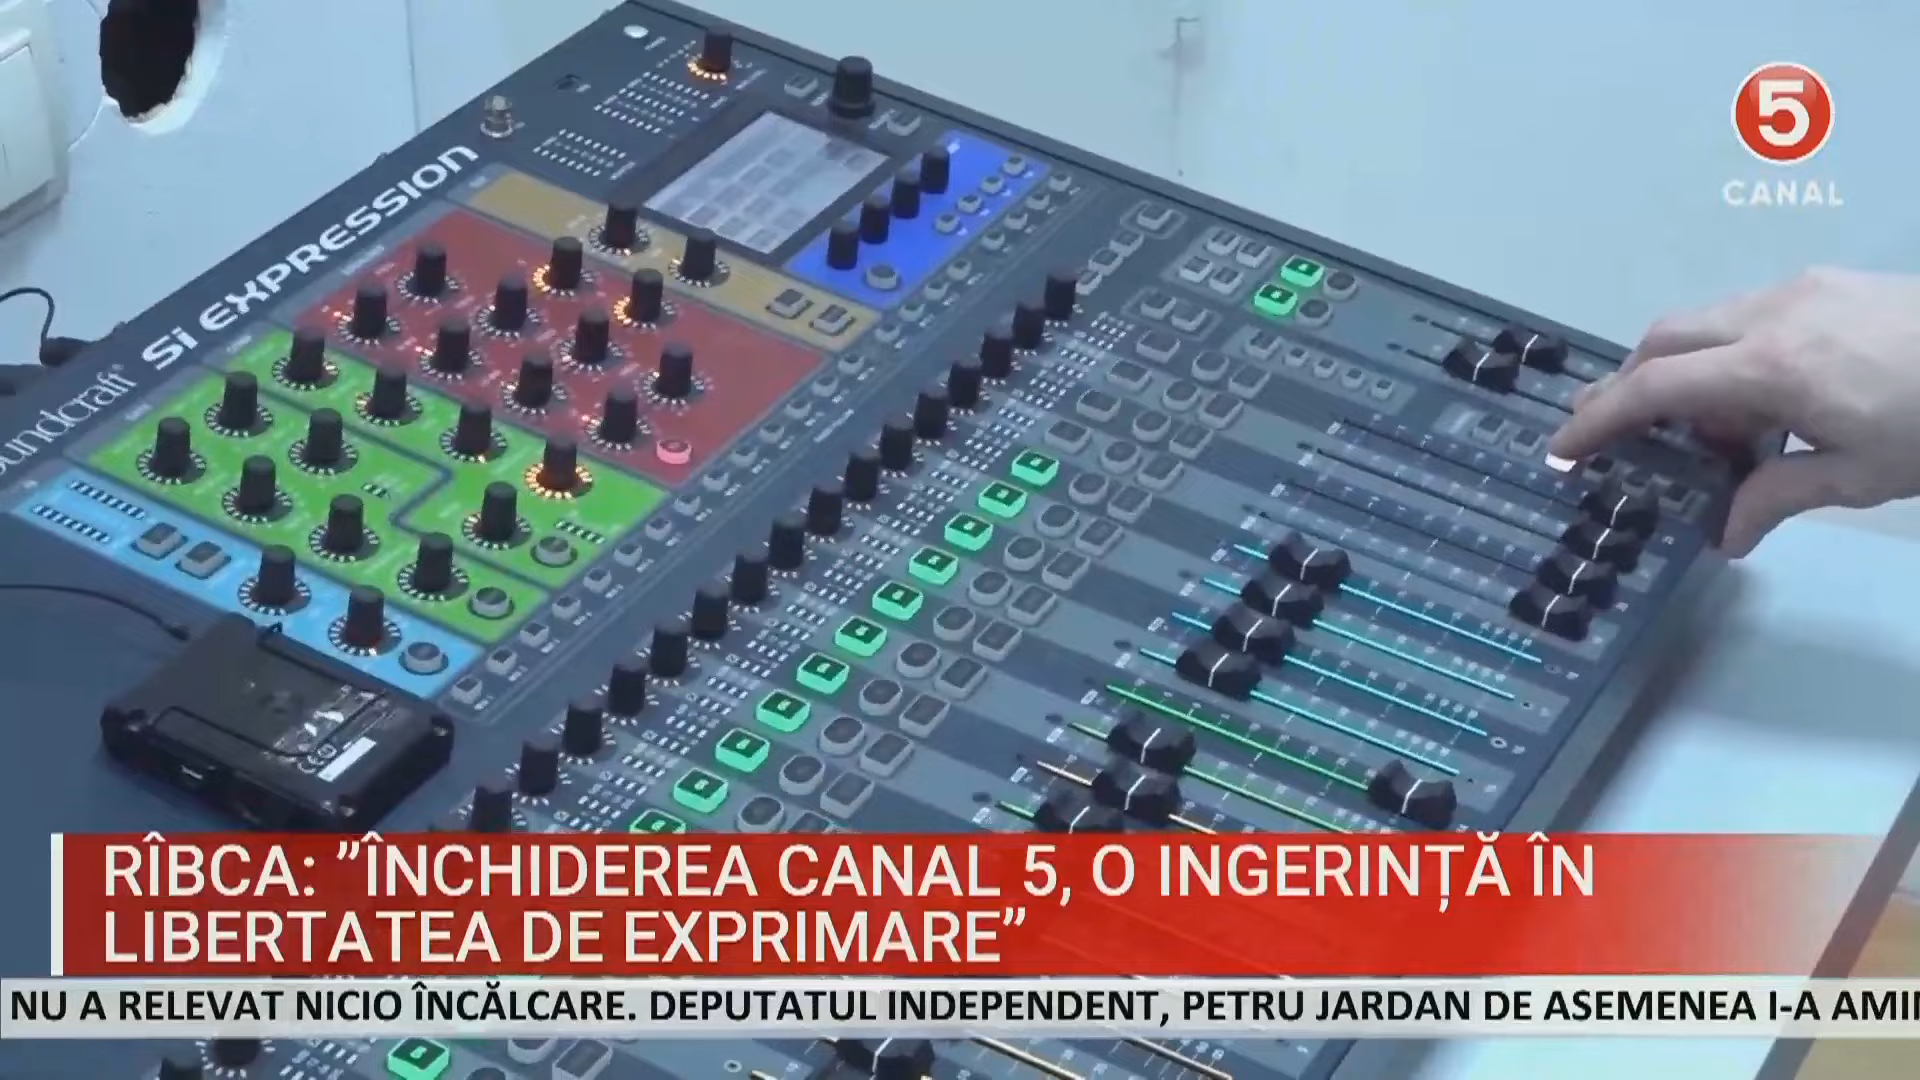 5
CANAL
Si EXPRESSION
RÎBCA: ”ÎNCHIDEREA CANAL 5, O INGERINȚĂ ÎN
LIBERTATEA DE EXPRIMARE”
NU A RELEVAT NICIO ÎNCĂLCARE. DEPUTATUL INDEPENDENT, PETRU JARDAN DE ASEMENEA I-A